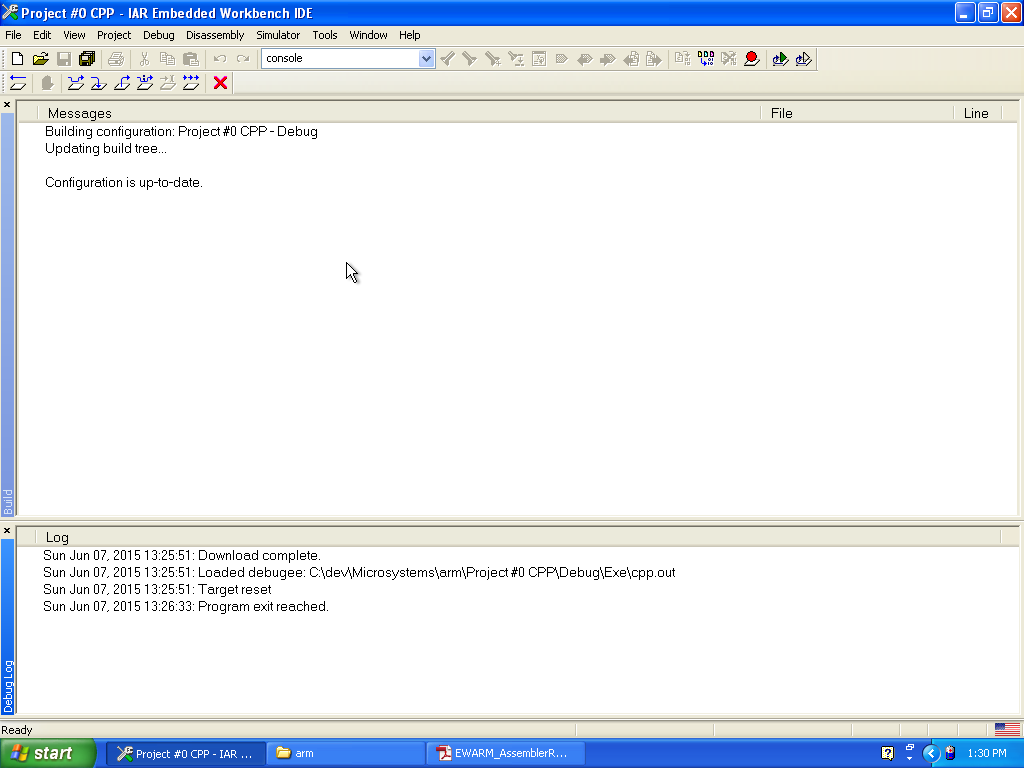 Project #0 CPP - IAR Embedded Workbench IDE
File Edit View Project Debug Disassembly Simulator Tools Window Help
console
Messages File Line
Building configuration: Project #0 CPP - Debug
Updating build tree...
Configuration is up-to-date.
Build
Log
Sun Jun 07, 2015 13:25:51: Download complete.
Sun Jun 07, 2015 13:25:51: Loaded debugee: C:\dev\Microsystems\arm\Project #0 CPP\Debug\Exe\cpp.out
Sun Jun 07, 2015 13:25:51: Target reset
Sun Jun 07, 2015 13:26:33: Program exit reached.
Debug Log
Ready
start Project #0 CPP - IAR ... arm EWARM_AssemblerR... 1:30 PM